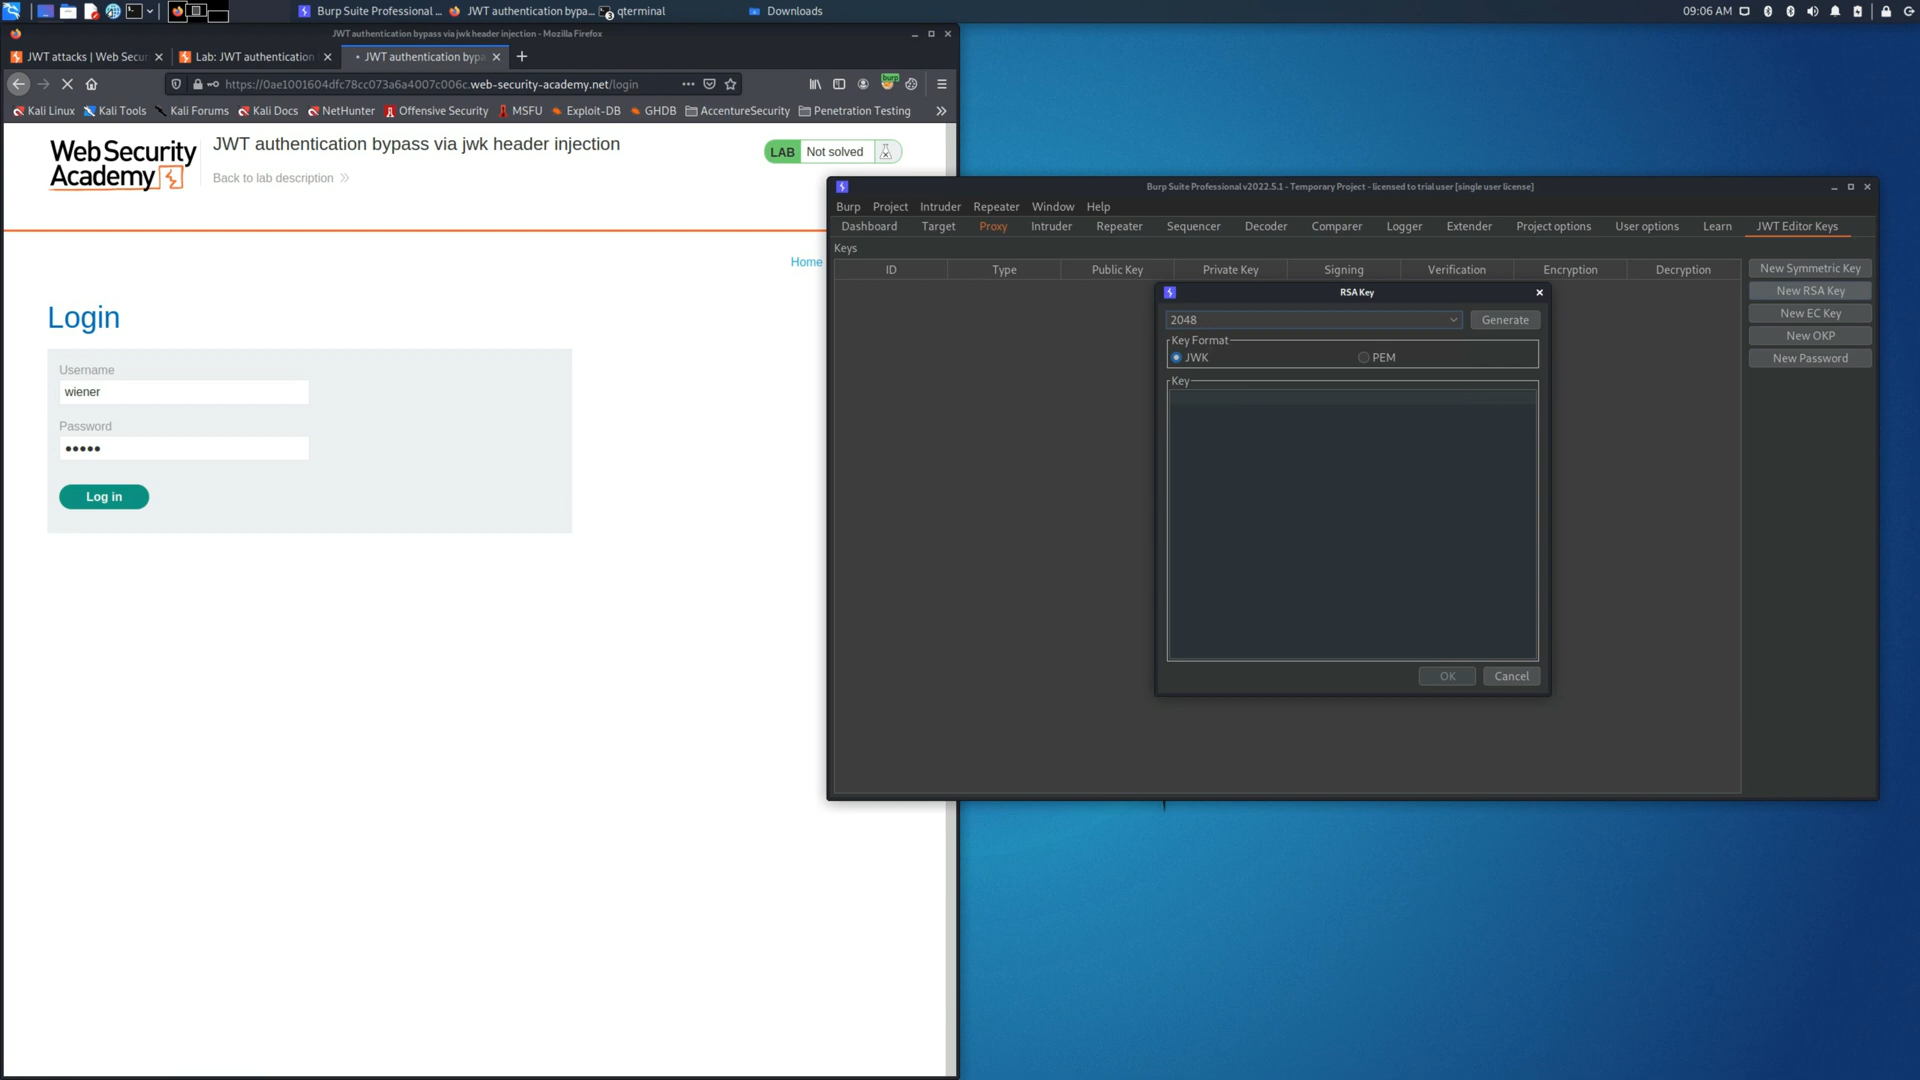 Burp Suite Professional ...
JWT authentication bypa...
3
qterminal
Downloads
09:06 AM
JWT authentication bypass via jwk header injection - Mozilla Firefox
JWT attacks | Web Secur
Lab: JWT authentication
JWT authentication bypa
https://0ae1001604dfc78cc073a6a4007c006c.web-security-academy.net/login
burp
Kali Linux
Kali Tools
Kali Forums
Kali Docs
NetHunter
Offensive Security
MSFU
Exploit-DB
GHDB
AccentureSecurity
Penetration Testing
Web Security
Academy
JWT authentication bypass via jwk header injection
Back to lab description
LAB
Not solved
Home
Login
Username
wiener
Password
•••••
Log in
Burp Suite Professional v2022.5.1 - Temporary Project - licensed to trial user [single user license]
Burp
Project
Intruder
Repeater
Window
Help
Dashboard
Target
Proxy
Intruder
Repeater
Sequencer
Decoder
Comparer
Logger
Extender
Project options
User options
Learn
JWT Editor Keys
Keys
ID
Type
Public Key
Private Key
Signing
Verification
Encryption
Decryption
New Symmetric Key
New RSA Key
New EC Key
New OKP
New Password
RSA Key
2048
Generate
Key Format
JWK
PEM
Key
OK
Cancel